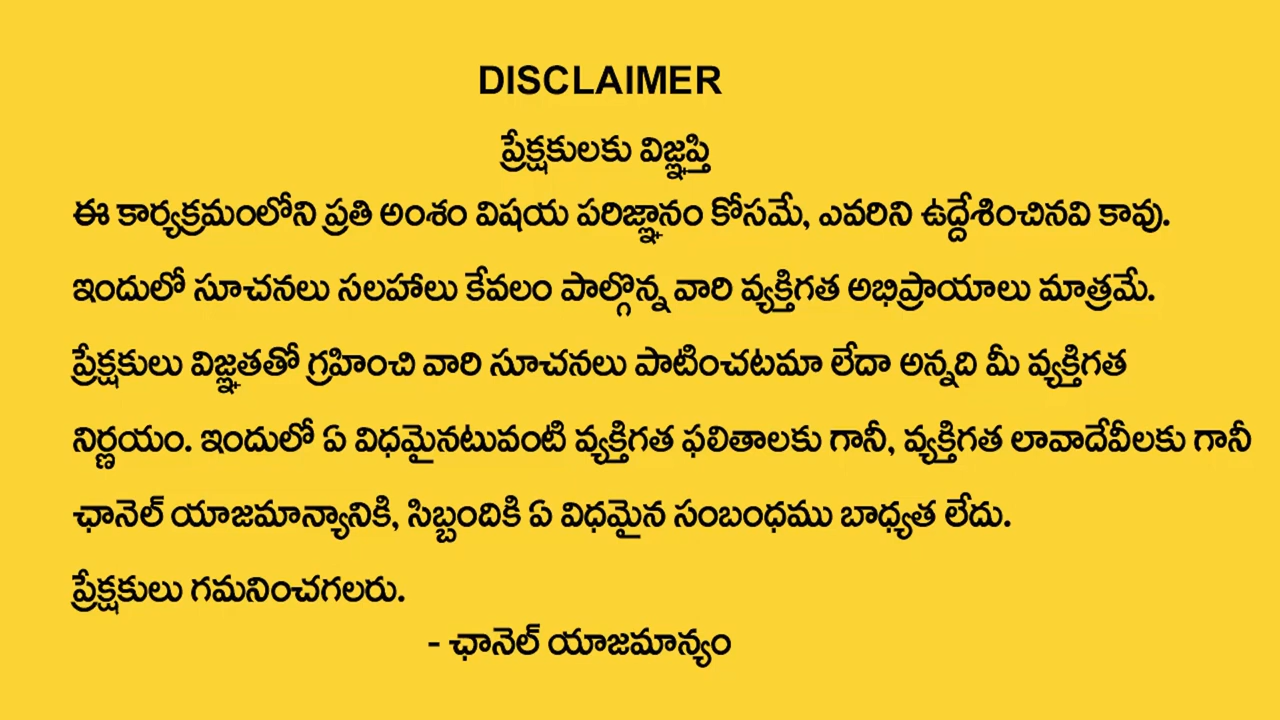 DISCLAIMER
ప్రేక్షకులకు విజ్ఞప్తి
ఈ కార్యక్రమంలోని ప్రతి అంశం విషయ పరిజ్ఞానం కోసమే, ఎవరిని ఉద్దేశించినవి కావు.
ఇందులో సూచనలు సలహాలు కేవలం పాల్గొన్న వారి వ్యక్తిగత అభిప్రాయాలు మాత్రమే.
ప్రేక్షకులు విజ్ఞతతో గ్రహించి వారి సూచనలు పాటించటమా లేదా అన్నది మీ వ్యక్తిగత
నిర్ణయం. ఇందులో ఏ విధమైనటువంటి వ్యక్తిగత ఫలితాలకు గానీ, వ్యక్తిగత లావాదేవీలకు గానీ
ఛానెల్ యాజమాన్యానికి, సిబ్బందికి ఏ విధమైన సంబంధము బాధ్యత లేదు.
ప్రేక్షకులు గమనించగలరు.
- ఛానెల్ యాజమాన్యం